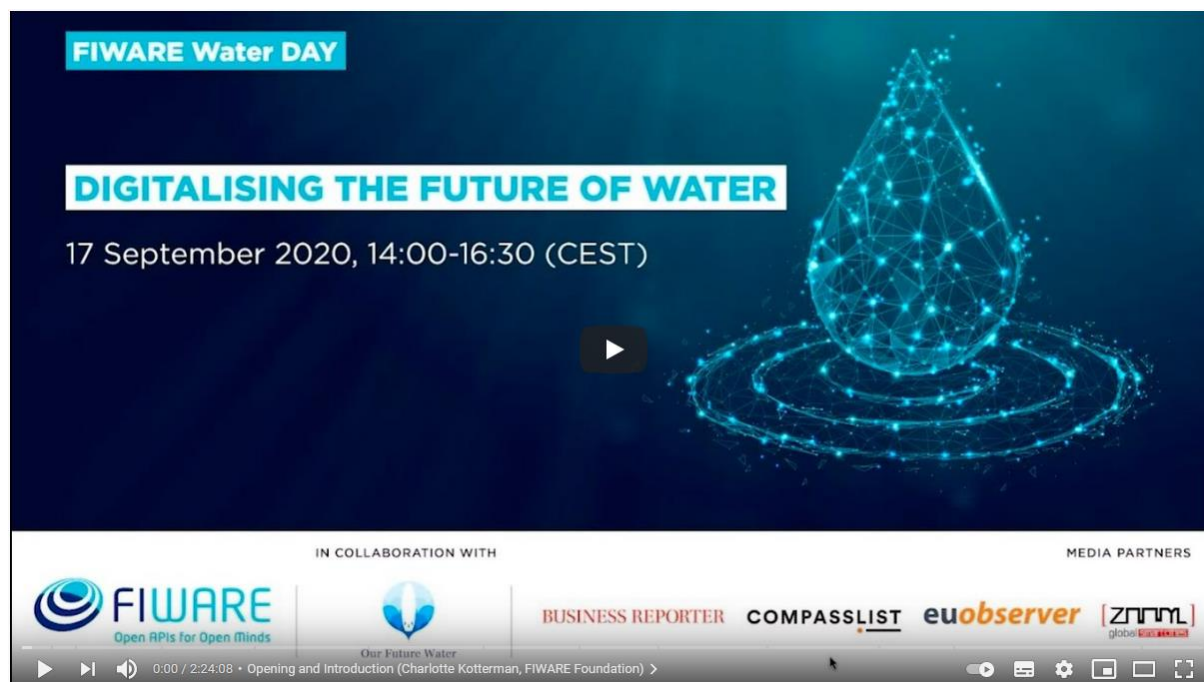 FIWARE Water DAY
DIGITALISING THE FUTURE OF WATER
17 September 2020, 14:00-16:30 (CEST)
IN COLLABORATION WITH
MEDIA PARTNERS
FIWARE
Open APIs for Open Minds
Our Future Water
BUSINESS REPORTER
COMPASSLIST
euobserver
global
0:00 / 2:24:08 • Opening and Introduction (Charlotte Kotterman, FIWARE Foundation) >